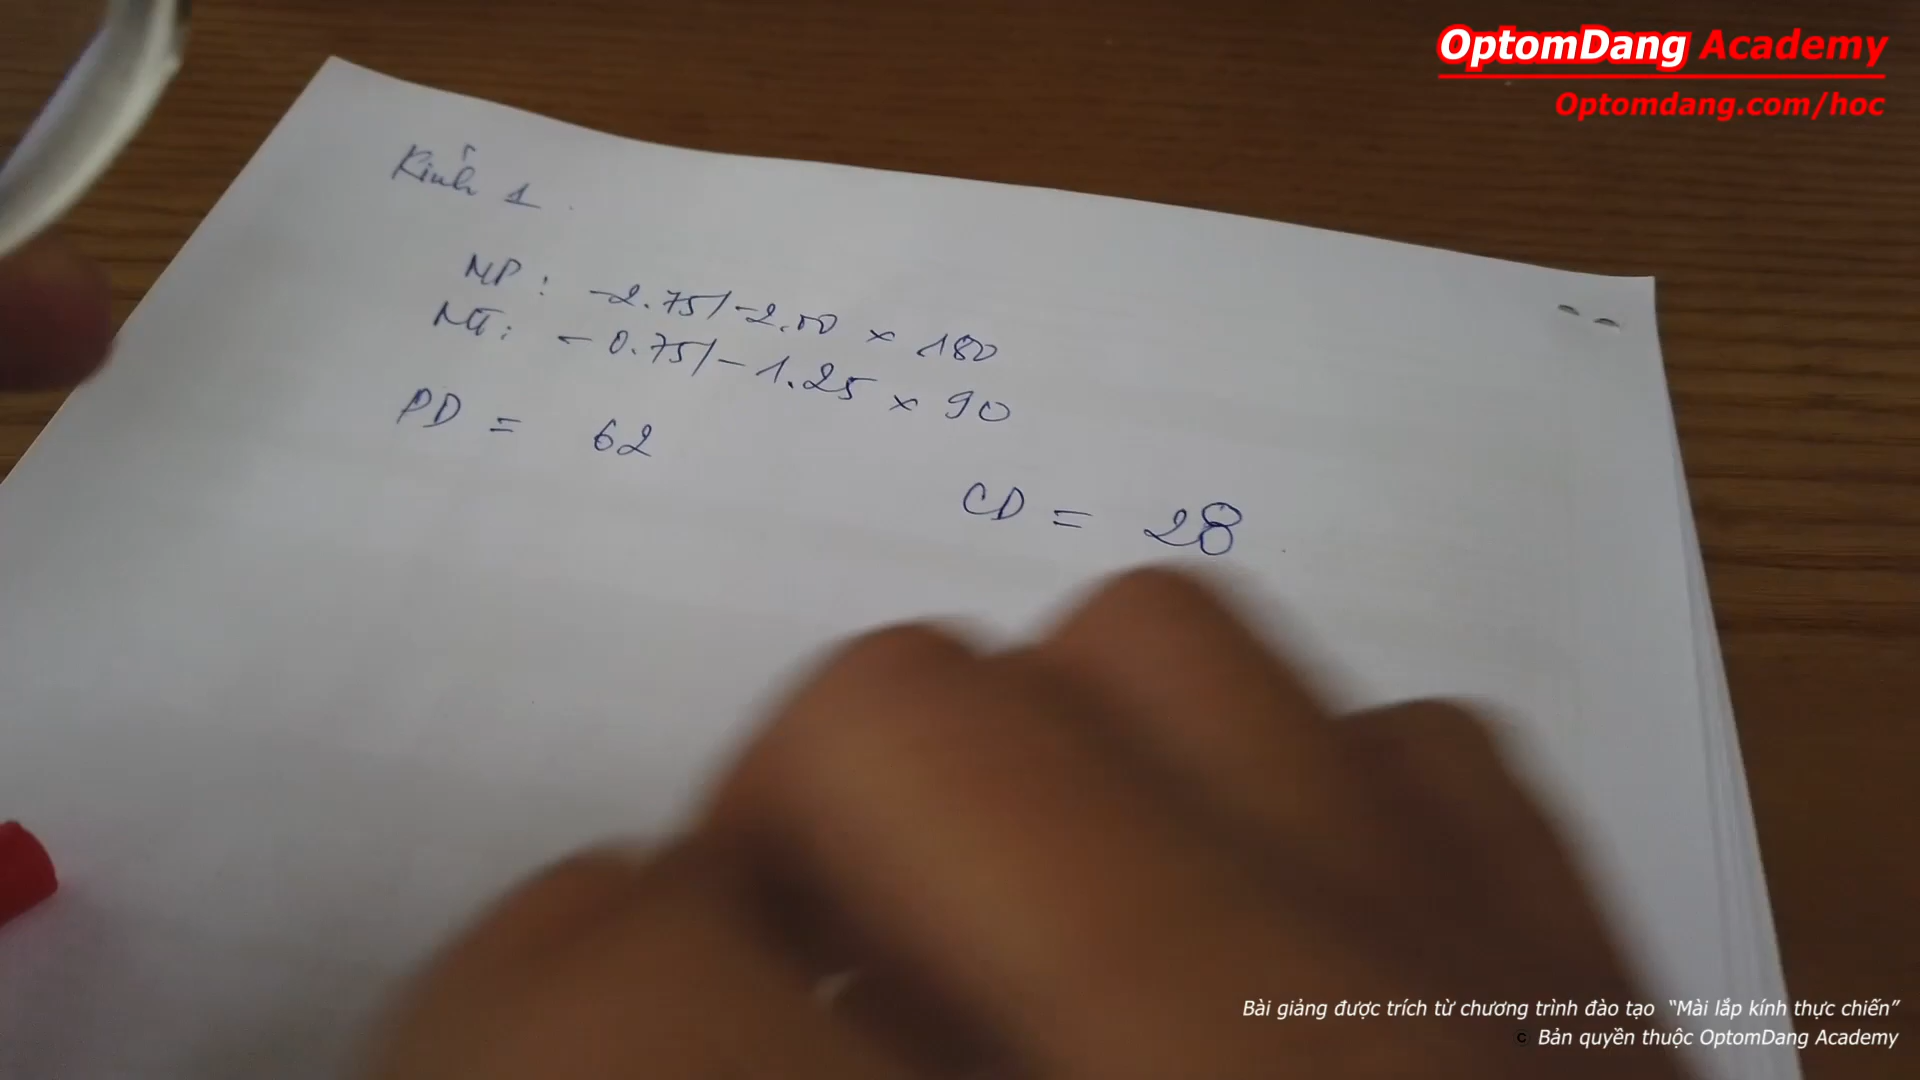 OptomDang Academy
Optomdang.com/hoc
Kính 1.
MP: -2.75/-2.50 × 180
MT: -0.75/-1.25 × 90
PD = 62
CD = 28
Bài giảng được trích từ chương trình đào tạo “Mài lắp kính thực chiến”
© Bản quyền thuộc OptomDang Academy